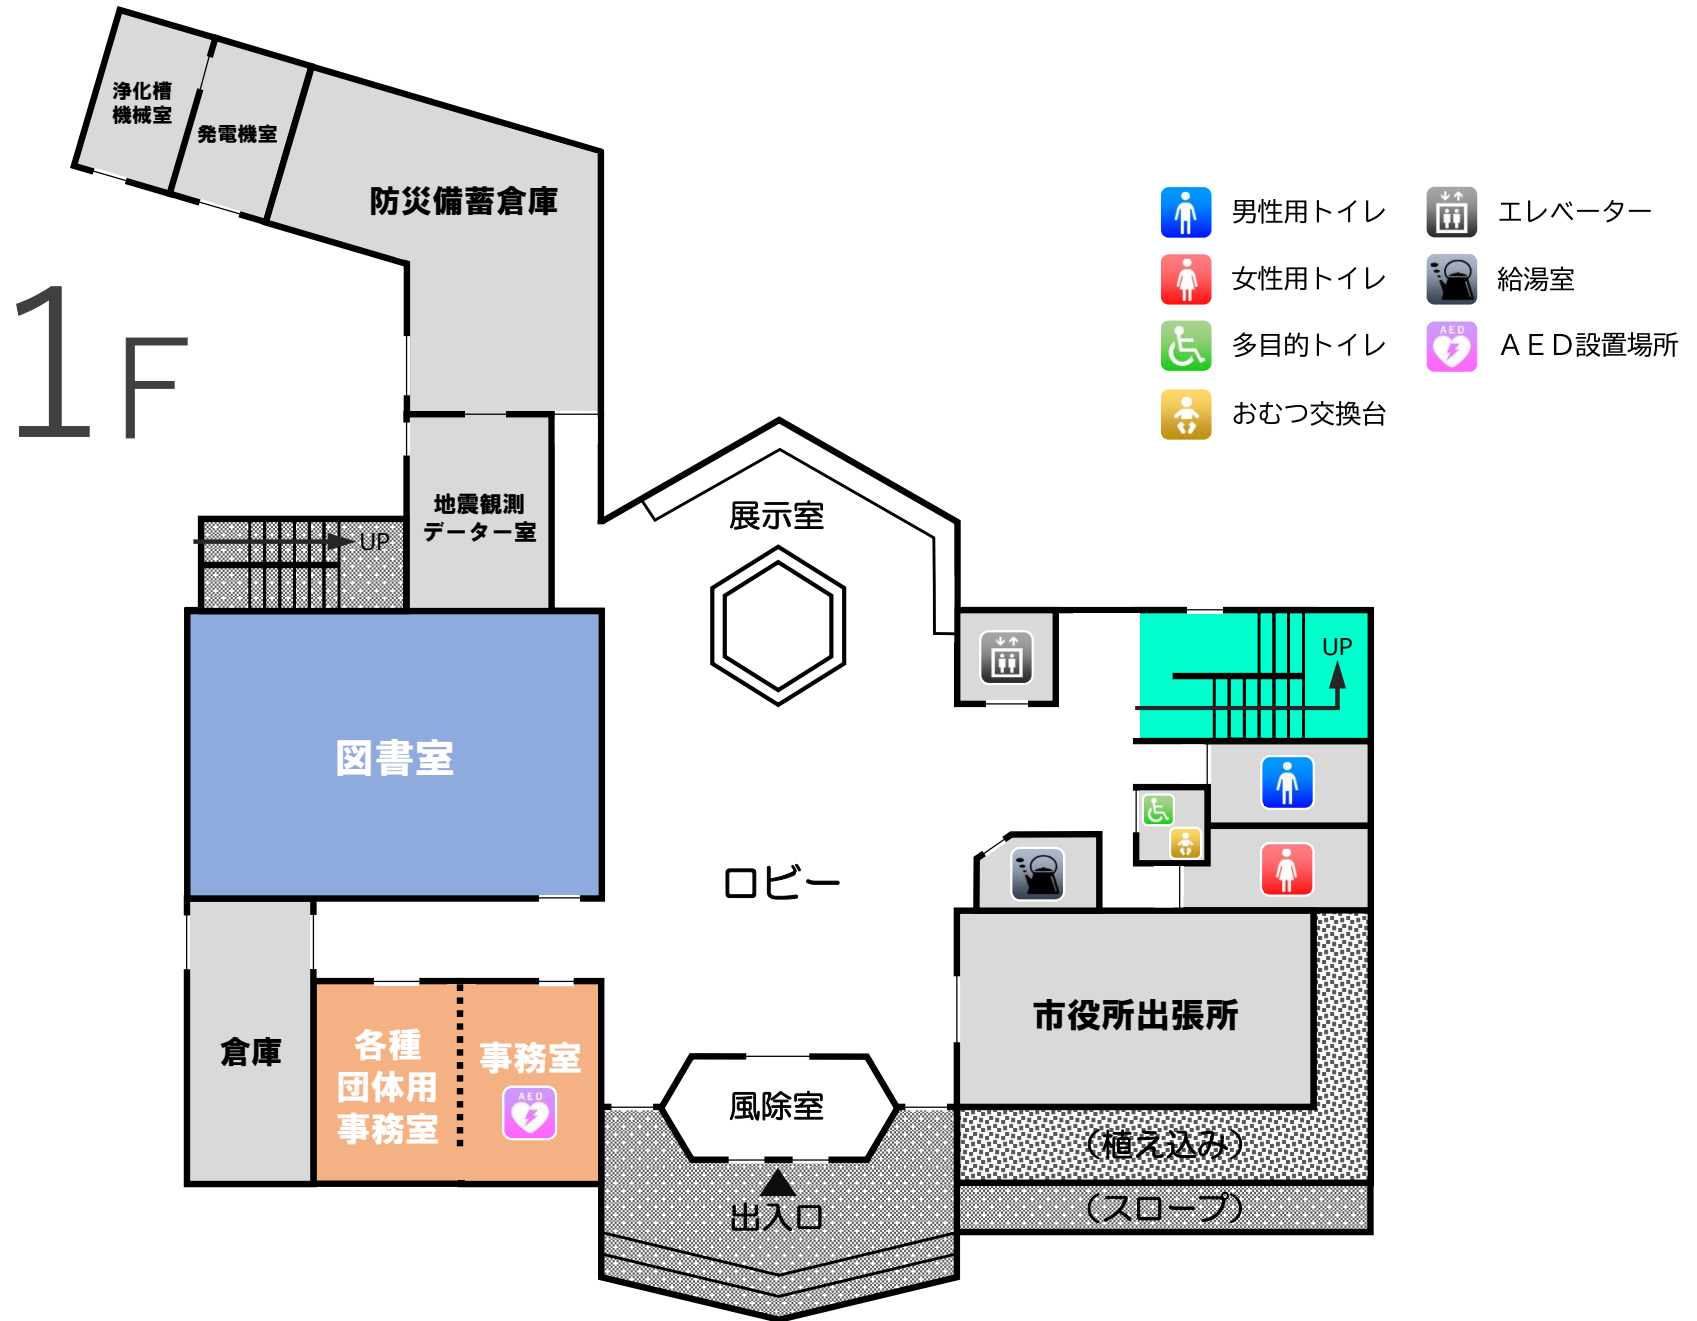 浄化槽
機械室
発電機室
防災備蓄倉庫
1F
男性用トイレ
エレベーター
女性用トイレ
給湯室
多目的トイレ
AED
ＡＥＤ設置場所
おむつ交換台
地震観測
データー室
展示室
UP
UP
図書室
ロビー
市役所出張所
倉庫
各種
団体用
事務室
事務室
AED
風除室
（植え込み）
出入口
（スロープ）